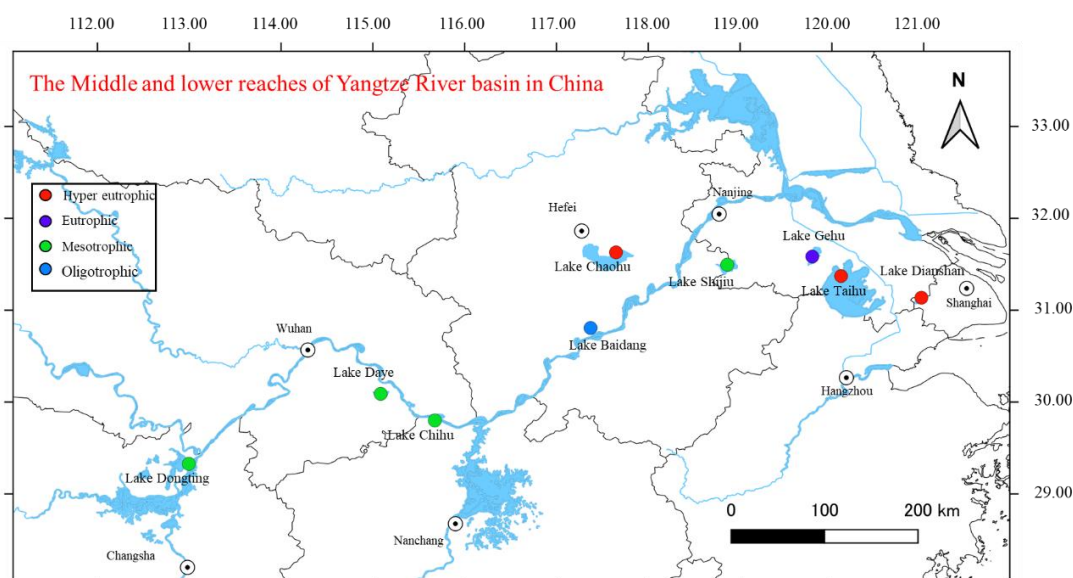 112.00 113.00 114.00 115.00 116.00 117.00 118.00 119.00 120.00 121.00
The Middle and lower reaches of Yangtze River basin in China
N
33.00
Hyper eutrophic
Eutrophic
Mesotrophic
Oligotrophic
Nanjing
Hefei
32.00
Lake Gehu
Lake Chaohu
Lake Shijiu
Lake Dianshan
Lake Taihu
Shanghai
31.00
Wuhan
Lake Baidang
Lake Daye
Hangzhou
30.00
Lake Chihu
Lake Dongting
29.00
0 100 200 km
Nanchang
Changsha